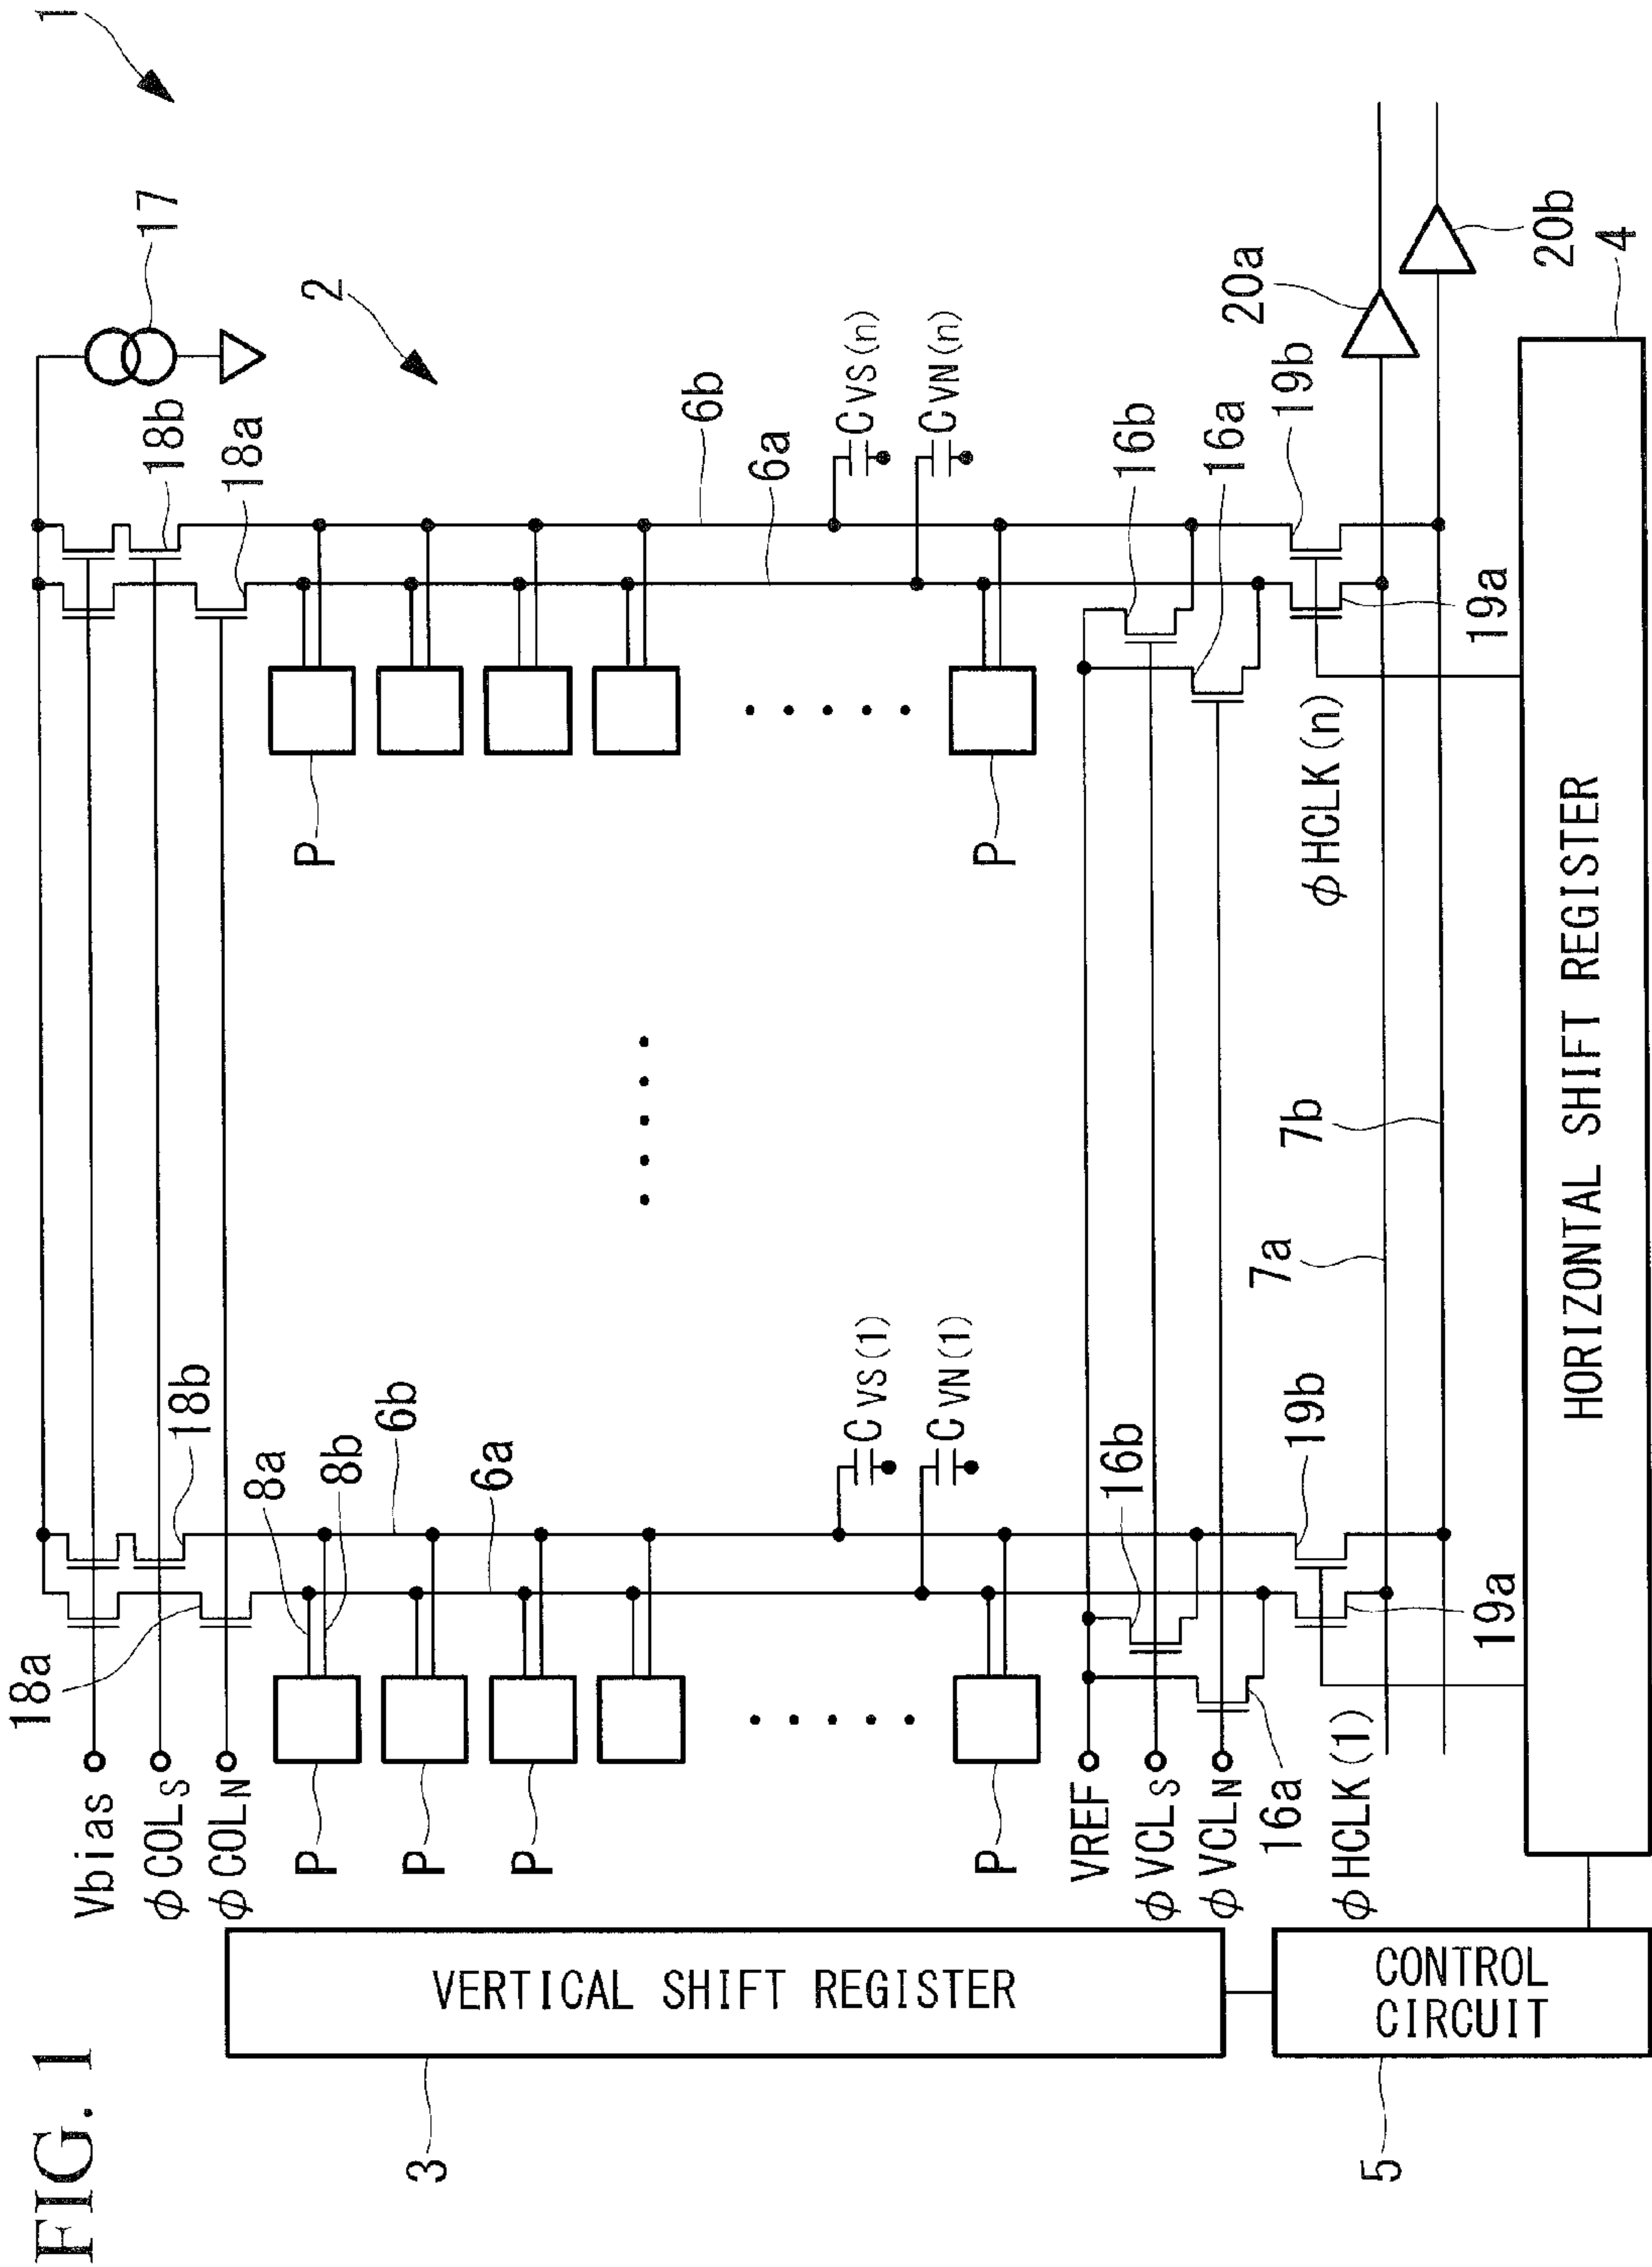 FIG. 1
1
17
2
18b
18a
Vbias
φCOLS
φCOLN
18a
18b
8a
8b
6b
6a
6b
6a
P
P
P
P
P
P
CVS(1)
CVN(1)
CVS(n)
CVN(n)
VREF
φVCLS
φVCLN
16b
16a
16b
16a
19b
19a
19b
19a
φHCLK(1)
φHCLK(n)
7a
7b
20a
20b
4
VERTICAL SHIFT REGISTER
3
CONTROL
CIRCUIT
5
HORIZONTAL SHIFT REGISTER